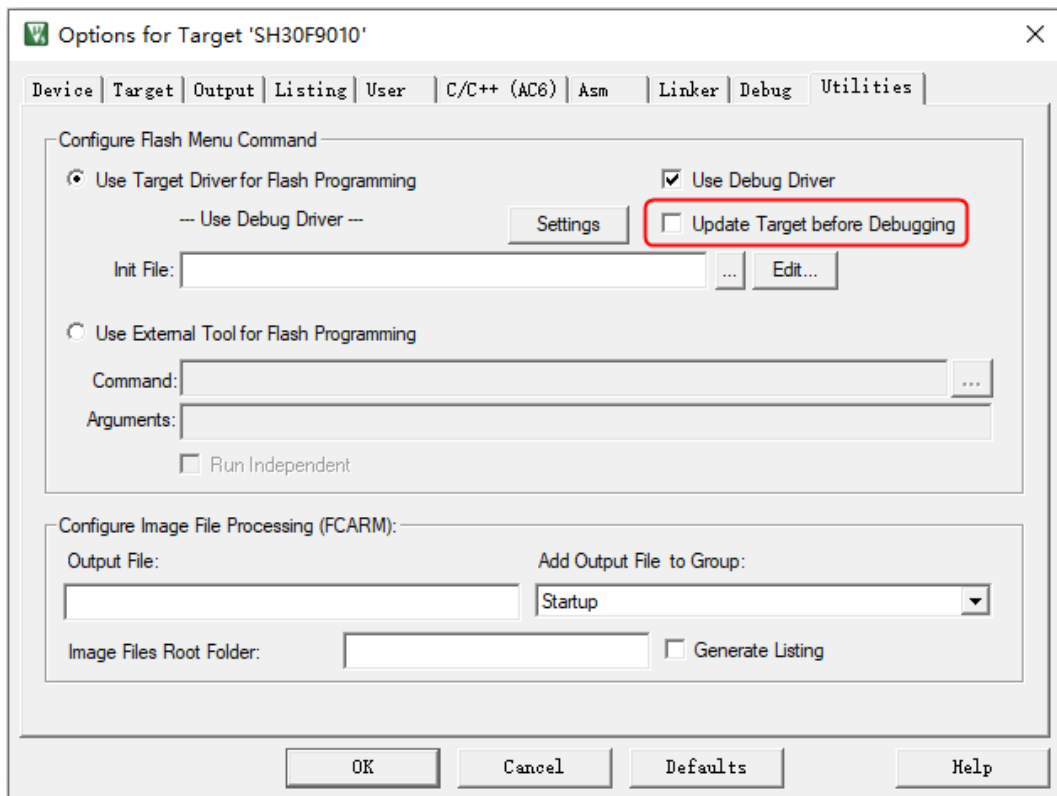 Options for Target 'SH30F9010'
Device Target Output Listing User C/C++ (AC6) Asm Linker Debug Utilities
Configure Flash Menu Command
Use Target Driver for Flash Programming Use Debug Driver
--- Use Debug Driver --- Settings Update Target before Debugging
Init File: ... Edit...
Use External Tool for Flash Programming
Command: ...
Arguments:
Run Independent
Configure Image File Processing (FCARM):
Output File: Add Output File to Group:
Startup
Image Files Root Folder: Generate Listing
OK Cancel Defaults Help